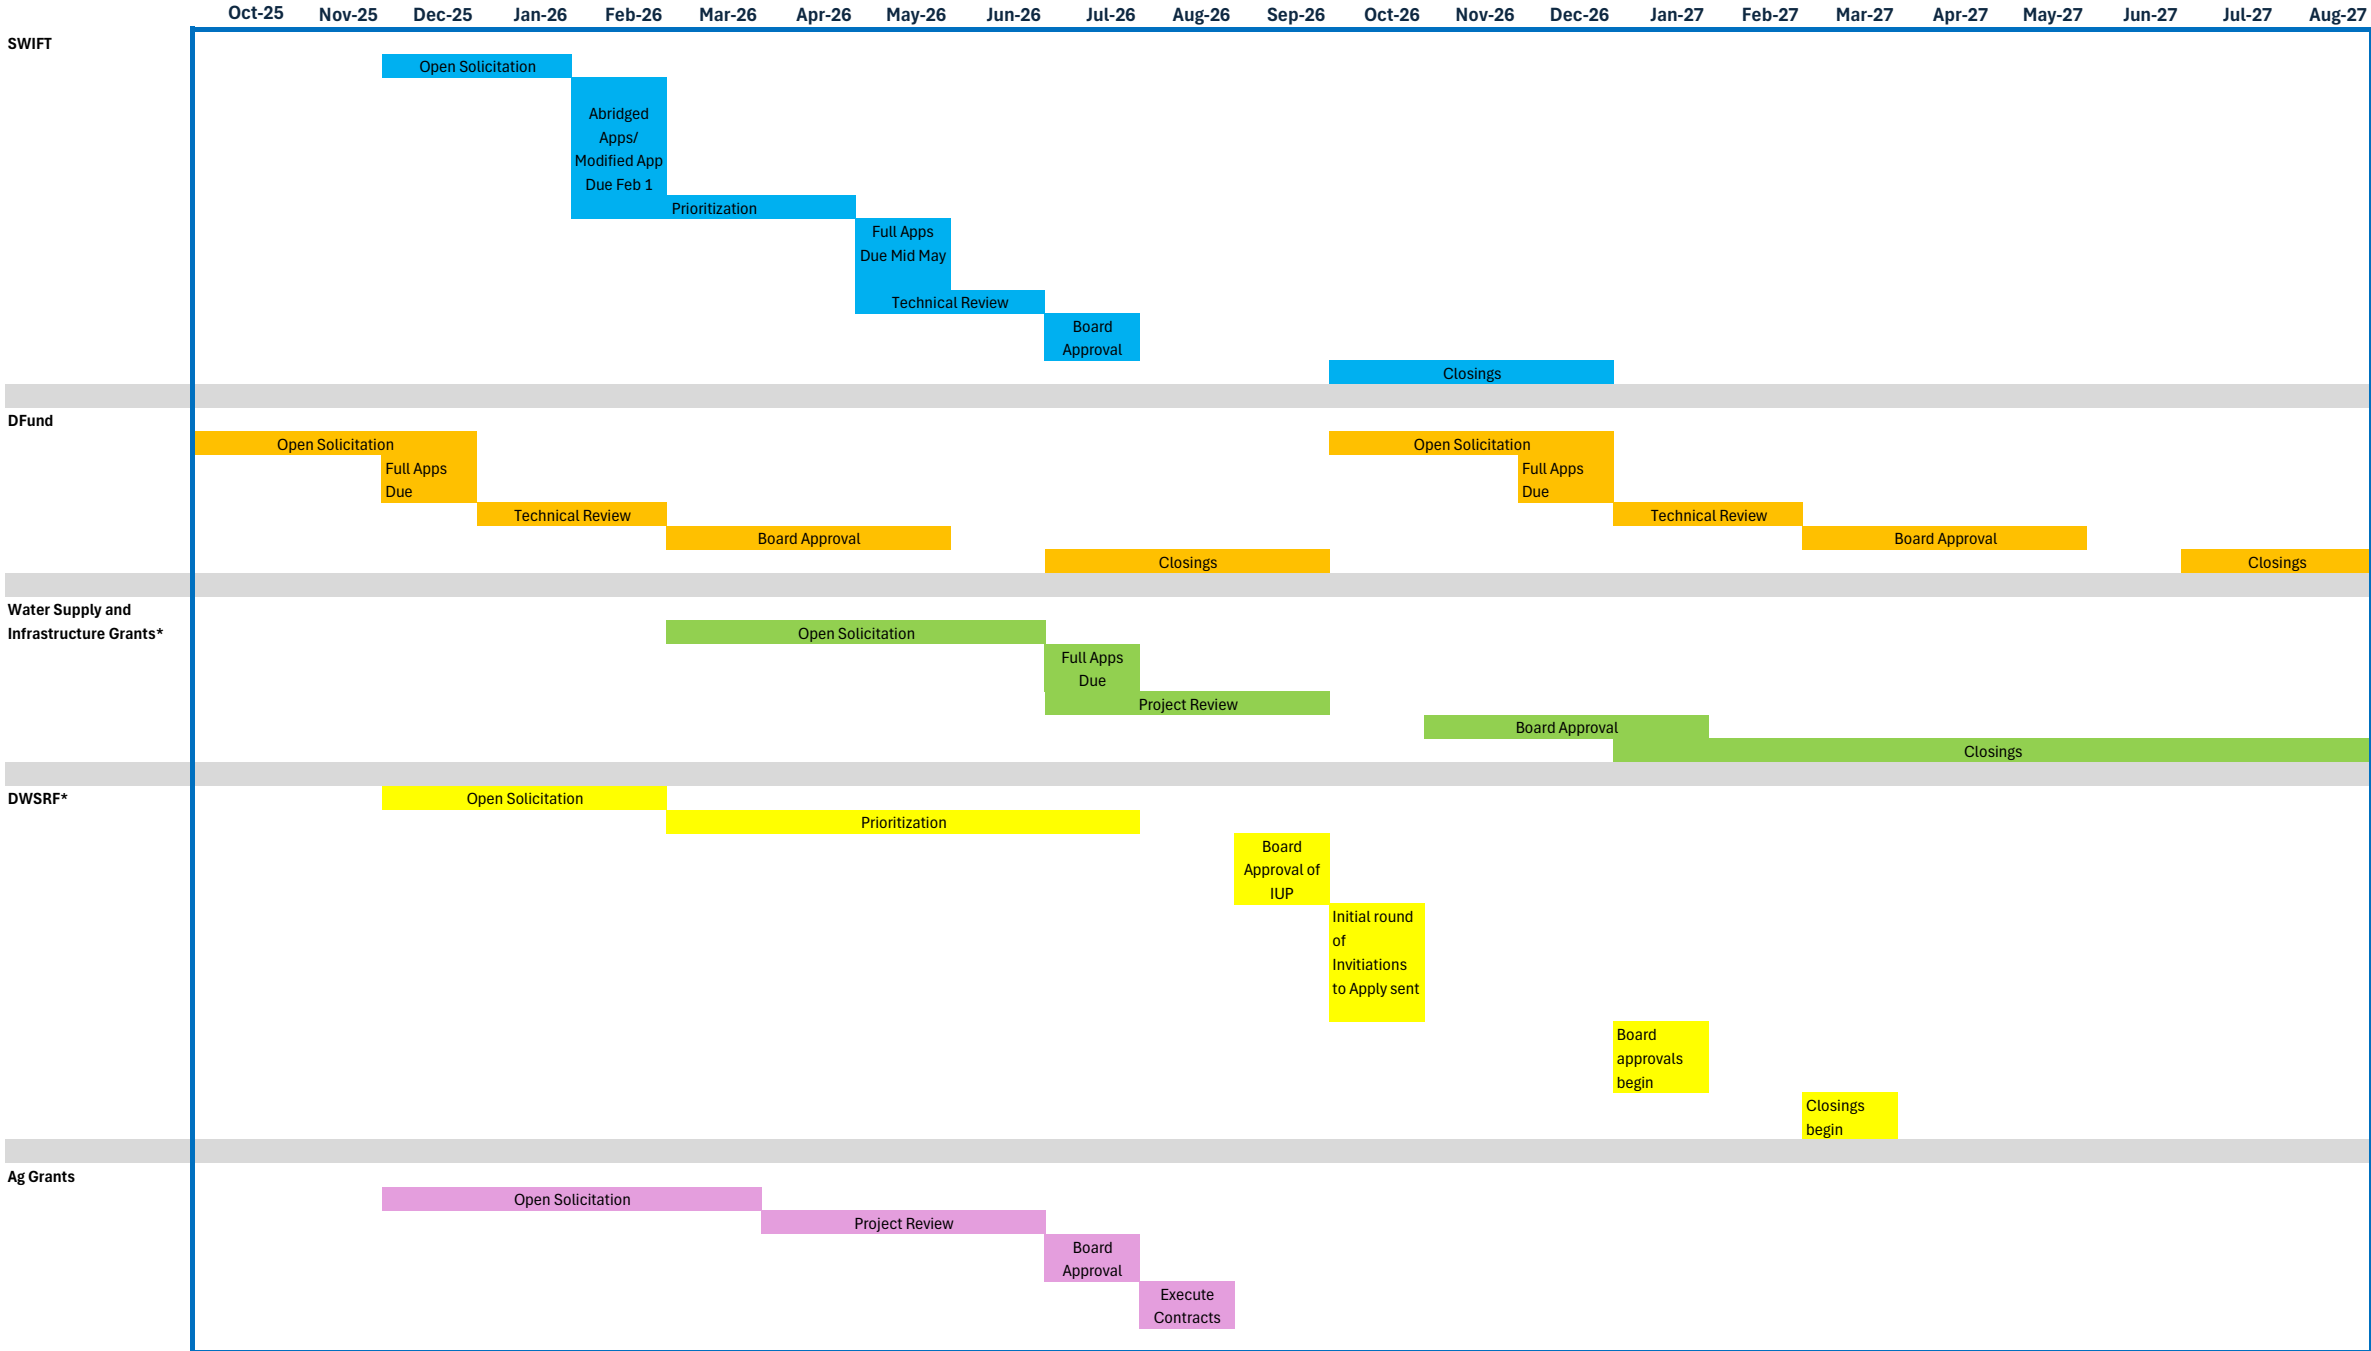 Oct-25 Nov-25 Dec-25 Jan-26 Feb-26 Mar-26 Apr-26 May-26 Jun-26 Jul-26 Aug-26 Sep-26 Oct-26 Nov-26 Dec-26 Jan-27 Feb-27 Mar-27 Apr-27 May-27 Jun-27 Jul-27 Aug-27
SWIFT
Open Solicitation
Abridged
Apps/
Modified App
Due Feb 1
Prioritization
Full Apps
Due Mid May
Technical Review
Board
Approval
Closings
DFund
Open Solicitation
Full Apps
Due
Technical Review
Board Approval
Closings
Open Solicitation
Full Apps
Due
Technical Review
Board Approval
Closings
Water Supply and
Infrastructure Grants*
Open Solicitation
Full Apps
Due
Project Review
Board Approval
Closings
DWSRF*
Open Solicitation
Prioritization
Board
Approval of
IUP
Initial round
of
Invitiations
to Apply sent
Board
approvals
begin
Closings
begin
Ag Grants
Open Solicitation
Project Review
Board
Approval
Execute
Contracts